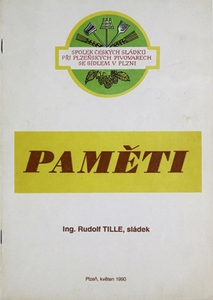 SPOLEK ČESKÝCH SLÁDKŮ
PŘI PLZEŇSKÝCH PIVOVARECH
SE SÍDLEM V PLZNI
PAMĚTI
Ing. Rudolf TILLE, sládek
Plzeň, květen 1990